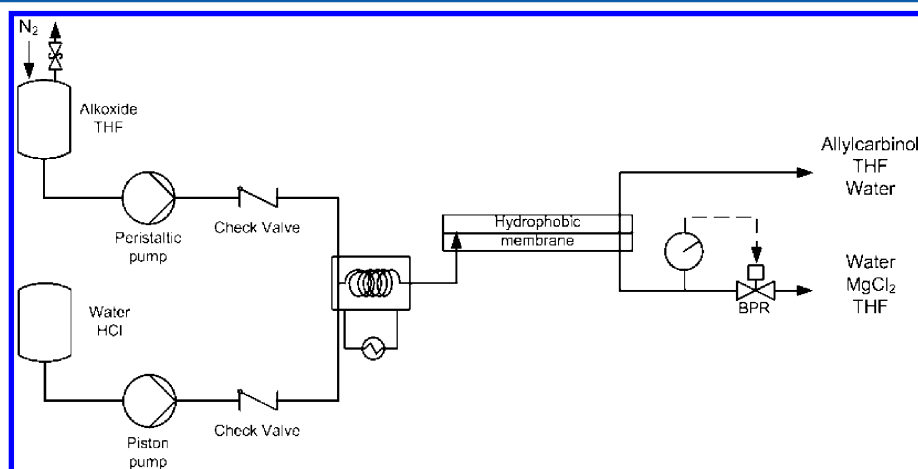 N₂
Alkoxide
THF
Peristaltic
pump
Check Valve
Water
HCl
Piston
pump
Check Valve
Hydrophobic
membrane
BPR
Allylcarbinol
THF
Water
Water
MgCl₂
THF